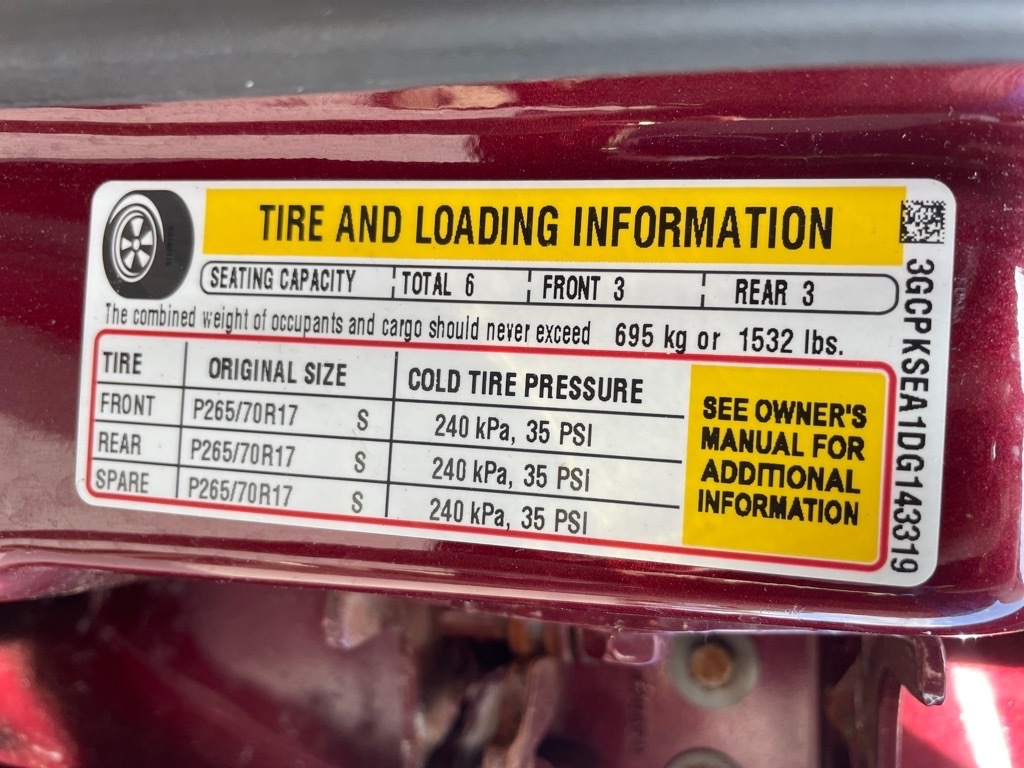 TIRE AND LOADING INFORMATION
SEATING CAPACITY TOTAL 6 FRONT 3 REAR 3
The combined weight of occupants and cargo should never exceed 695 kg or 1532 lbs.
TIRE ORIGINAL SIZE COLD TIRE PRESSURE
FRONT P265/70R17 S 240 kPa, 35 PSI
REAR P265/70R17 S 240 kPa, 35 PSI
SPARE P265/70R17 S 240 kPa, 35 PSI
SEE OWNER'S
MANUAL FOR
ADDITIONAL
INFORMATION
3GCPKSEA1DG143319